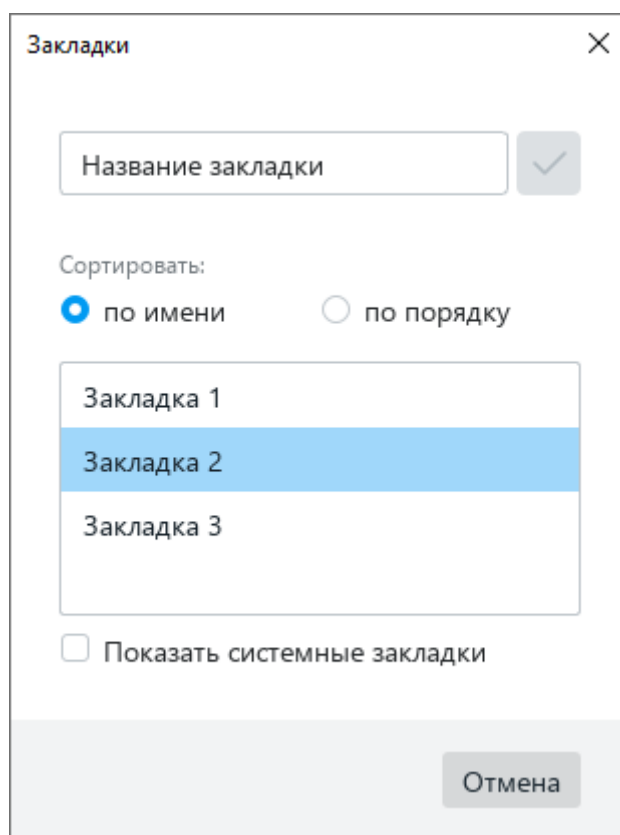 Закладки
Название закладки
Сортировать:
по имени по порядку
Закладка 1
Закладка 2
Закладка 3
Показать системные закладки
Отмена